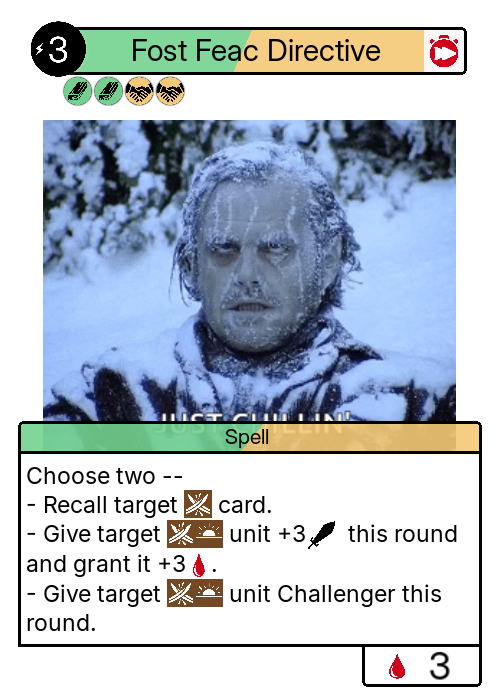 3
Fost Feac Directive
JUST CHILLIN'
Spell
Choose two --
- Recall target card.
- Give target unit +3 this round
and grant it +3 .
- Give target unit Challenger this
round.
3